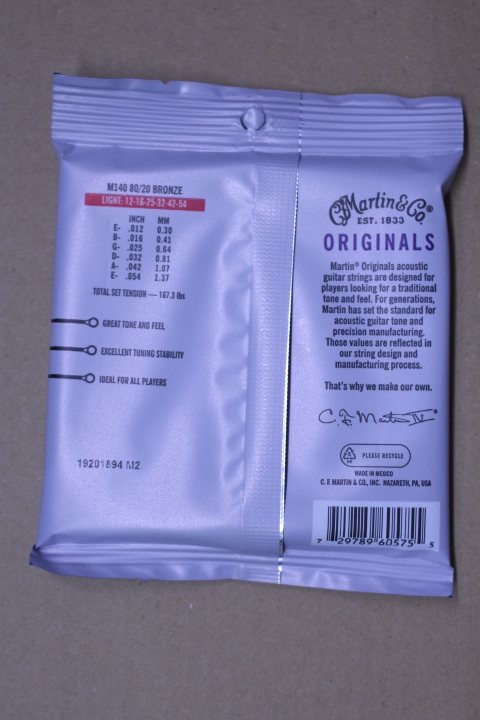 M140 80/20 BRONZE
LIGHT: 12-16-25-32-42-54
INCH MM
E- .012 0.30
B- .016 0.41
G- .025 0.64
D- .032 0.81
A- .042 1.07
E- .054 1.37
TOTAL SET TENSION — 167.3 lbs
GREAT TONE AND FEEL
EXCELLENT TUNING STABILITY
IDEAL FOR ALL PLAYERS
19201894 M2
Martin & Co.®
EST. 1833
ORIGINALS
Martin® Originals acoustic
guitar strings are designed for
players looking for a traditional
tone and feel. For generations,
Martin has set the standard for
acoustic guitar tone and
precision manufacturing.
Those values are reflected in
our string design and
manufacturing process.
That's why we make our own.
C. F. Martin IV
PLEASE RECYCLE
MADE IN MEXICO
C. F. MARTIN & CO., INC. NAZARETH, PA, USA
7 29789 60575 5